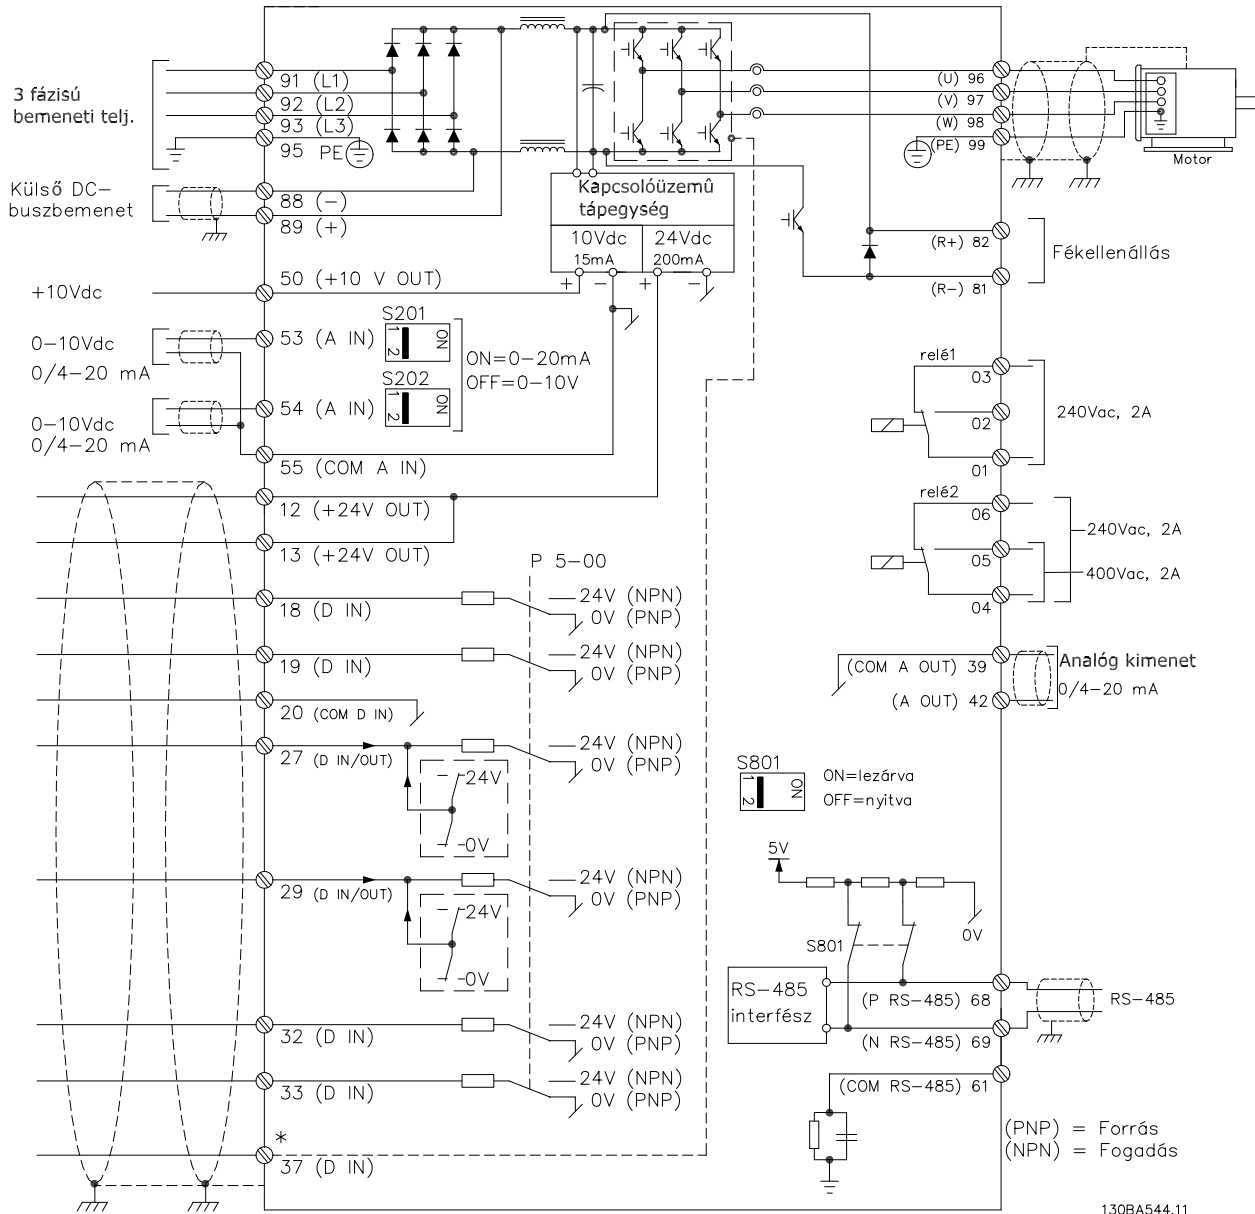 3 fázisú
bemeneti telj.
91 (L1)
92 (L2)
93 (L3)
95 PE
Külső DC-
buszbemenet
88 (−)
89 (+)
Kapcsolóüzemû
tápegység
10Vdc
15mA
24Vdc
200mA
+ − + −
(U) 96
(V) 97
(W) 98
(PE) 99
Motor
(R+) 82
(R−) 81
Fékellenállás
+10Vdc
50 (+10 V OUT)
0−10Vdc
0/4−20 mA
53 (A IN)
S201
1 2
ON
ON=0−20mA
OFF=0−10V
0−10Vdc
0/4−20 mA
54 (A IN)
S202
1 2
ON
55 (COM A IN)
12 (+24V OUT)
13 (+24V OUT)
P 5-00
18 (D IN)
24V (NPN)
0V (PNP)
19 (D IN)
24V (NPN)
0V (PNP)
20 (COM D IN)
27 (D IN/OUT)
24V (NPN)
0V (PNP)
24V
0V
29 (D IN/OUT)
24V (NPN)
0V (PNP)
24V
0V
32 (D IN)
24V (NPN)
0V (PNP)
33 (D IN)
24V (NPN)
0V (PNP)
*
37 (D IN)
relé1
03
02
01
240Vac, 2A
relé2
06
05
04
240Vac, 2A
400Vac, 2A
(COM A OUT) 39
(A OUT) 42
Analóg kimenet
0/4−20 mA
S801
1 2
ON
ON=lezárva
OFF=nyitva
5V
0V
S801
RS-485
interfész
(P RS-485) 68
(N RS-485) 69
RS-485
(COM RS-485) 61
(PNP) = Forrás
(NPN) = Fogadás
130BA544.11